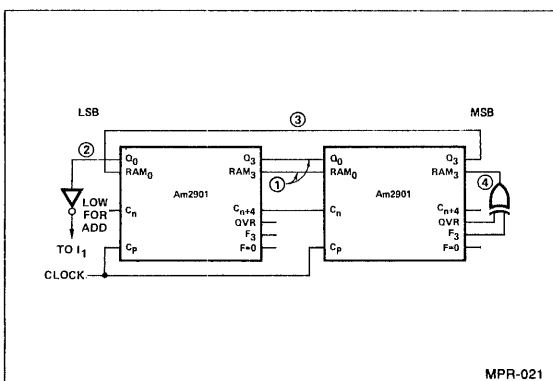 LSB
MSB
③
②
Q0
RAM0
Am2901
Q3
RAM3
①
Q0
RAM0
Am2901
Q3
RAM3
④
LOW
FOR
ADD
Cn
Cn+4
OVR
F3
F=0
Cn
Cn+4
OVR
F3
F=0
TO I1
CP
CP
CLOCK
MPR-021